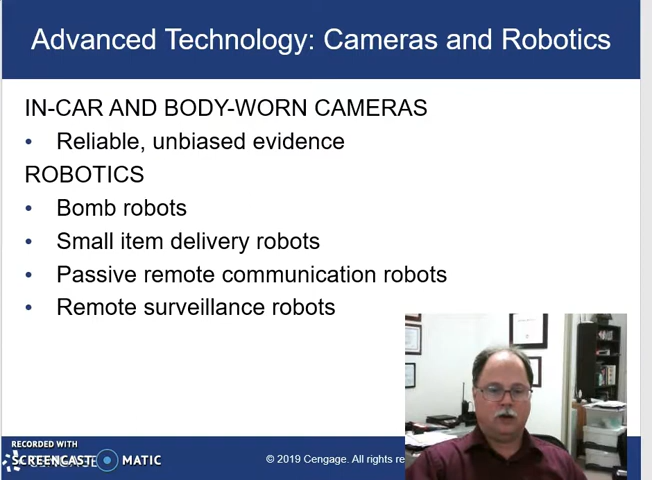 Advanced Technology: Cameras and Robotics
IN-CAR AND BODY-WORN CAMERAS
• Reliable, unbiased evidence
ROBOTICS
• Bomb robots
• Small item delivery robots
• Passive remote communication robots
• Remote surveillance robots
RECORDED WITH
SCREENCAST MATIC
© 2019 Cengage. All rights re